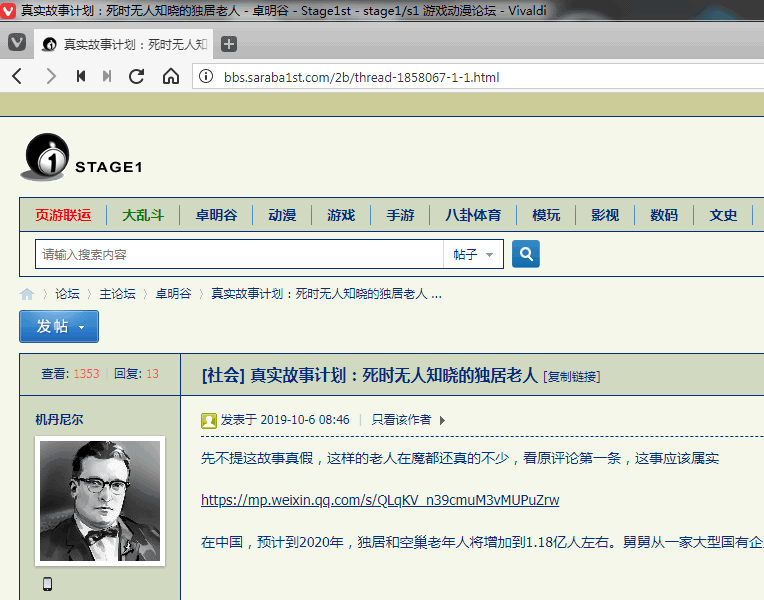 真实故事计划：死时无人知晓的独居老人 - 卓明谷 - Stage1st - stage1/s1 游戏动漫论坛 - Vivaldi
真实故事计划：死时无人知
bbs.saraba1st.com/2b/thread-1858067-1-1.html
1 STAGE1
页游联运 大乱斗 卓明谷 动漫 游戏 手游 八卦体育 模玩 影视 数码 文史
请输入搜索内容 帖子
论坛 主论坛 卓明谷 真实故事计划：死时无人知晓的独居老人 ...
发帖
查看: 1353 回复: 13 [社会] 真实故事计划：死时无人知晓的独居老人 [复制链接]
机丹尼尔 发表于 2019-10-6 08:46 | 只看该作者
先不提这故事真假，这样的老人在魔都还真的不少，看原评论第一条，这事应该属实
https://mp.weixin.qq.com/s/QLqKV_n39cmuM3vMUPuZrw
在中国，预计到2020年，独居和空巢老年人将增加到1.18亿人左右。舅舅从一家大型国有企